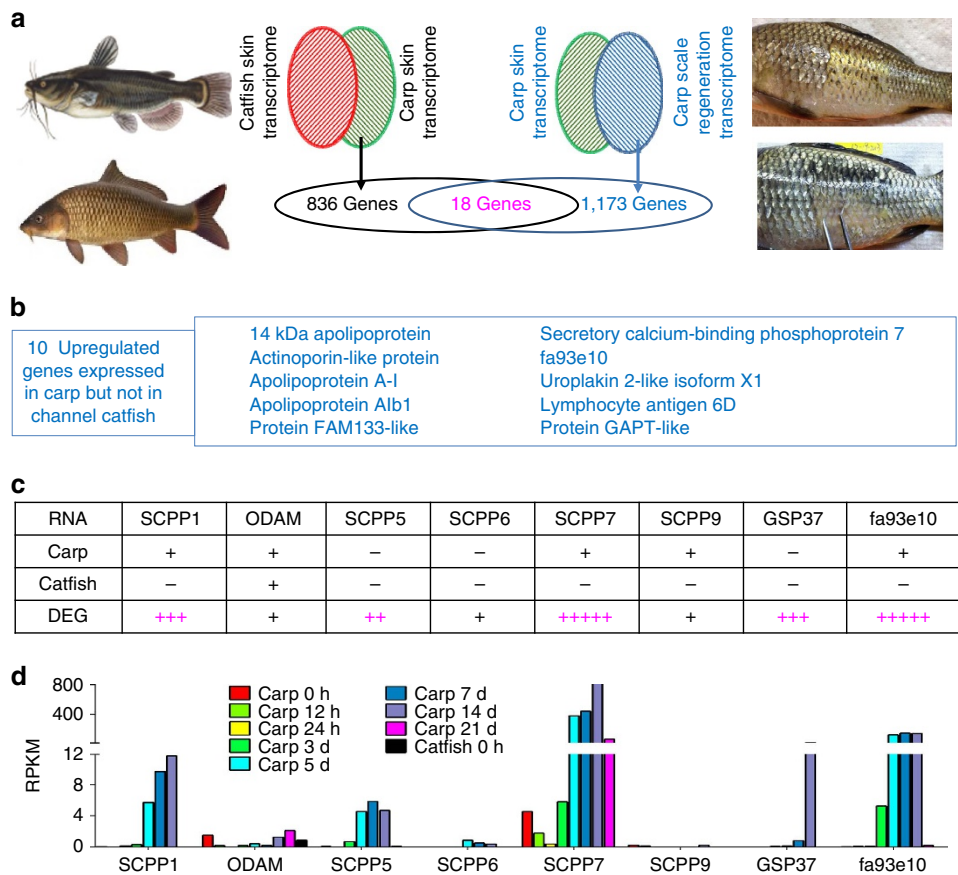 a
Catfish skin
transcriptome
Carp skin
transcriptome
Carp skin
transcriptome
Carp scale
regeneration
transcriptome
836 Genes
18 Genes
1,173 Genes
b
10 Upregulated
genes expressed
in carp but not in
channel catfish
14 kDa apolipoprotein
Actinoporin-like protein
Apolipoprotein A-I
Apolipoprotein AIb1
Protein FAM133-like
Secretory calcium-binding phosphoprotein 7
fa93e10
Uroplakin 2-like isoform X1
Lymphocyte antigen 6D
Protein GAPT-like
c
RNA SCPP1 ODAM SCPP5 SCPP6 SCPP7 SCPP9 GSP37 fa93e10
Carp + + – – + + – +
Catfish – + – – – – – –
DEG +++ + ++ + +++++ + +++ +++++
d
RPKM
800
400
12
8
4
0
Carp 0 h
Carp 12 h
Carp 24 h
Carp 3 d
Carp 5 d
Carp 7 d
Carp 14 d
Carp 21 d
Catfish 0 h
SCPP1 ODAM SCPP5 SCPP6 SCPP7 SCPP9 GSP37 fa93e10